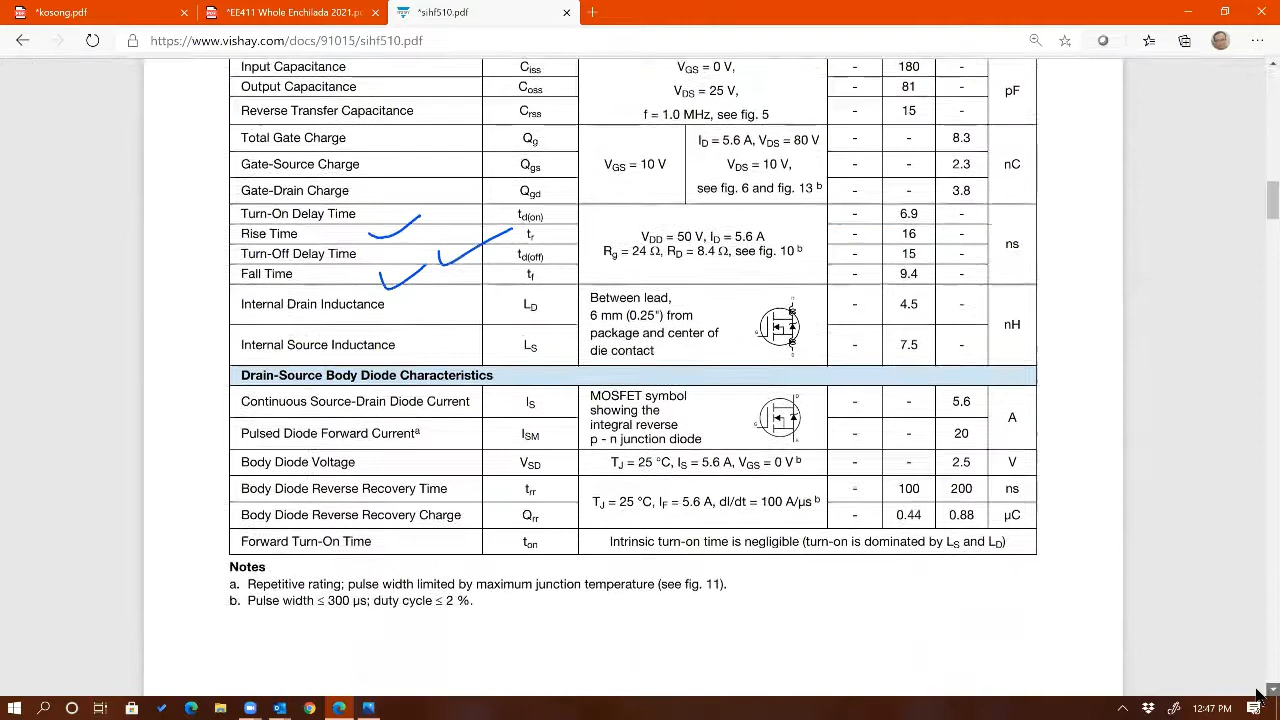 *kosong.pdf
*EE411 Whole Enchilada 2021.p
*sihf510.pdf
https://www.vishay.com/docs/91015/sihf510.pdf
Input Capacitance Ciss VGS = 0 V, - 180 -
Output Capacitance Coss VDS = 25 V, - 81 - pF
Reverse Transfer Capacitance Crss f = 1.0 MHz, see fig. 5 - 15 -
Total Gate Charge Qg ID = 5.6 A, VDS = 80 V - - 8.3
Gate-Source Charge Qgs VGS = 10 V VDS = 10 V, - - 2.3 nC
Gate-Drain Charge Qgd see fig. 6 and fig. 13 b - - 3.8
Turn-On Delay Time td(on) - 6.9 -
Rise Time tr VDD = 50 V, ID = 5.6 A - 16 - ns
Turn-Off Delay Time td(off) Rg = 24 Ω, RD = 8.4 Ω, see fig. 10 b - 15 -
Fall Time tf - 9.4 -
Internal Drain Inductance LD Between lead, - 4.5 -
6 mm (0.25") from nH
package and center of
Internal Source Inductance LS die contact - 7.5 -
Drain-Source Body Diode Characteristics
Continuous Source-Drain Diode Current IS MOSFET symbol - - 5.6
showing the A
integral reverse
Pulsed Diode Forward Current a ISM p - n junction diode - - 20
Body Diode Voltage VSD TJ = 25 °C, IS = 5.6 A, VGS = 0 V b - - 2.5 V
Body Diode Reverse Recovery Time trr TJ = 25 °C, IF = 5.6 A, dI/dt = 100 A/µs b - 100 200 ns
Body Diode Reverse Recovery Charge Qrr - 0.44 0.88 µC
Forward Turn-On Time ton Intrinsic turn-on time is negligible (turn-on is dominated by LS and LD)
Notes
a. Repetitive rating; pulse width limited by maximum junction temperature (see fig. 11).
b. Pulse width ≤ 300 µs; duty cycle ≤ 2 %.
12:47 PM